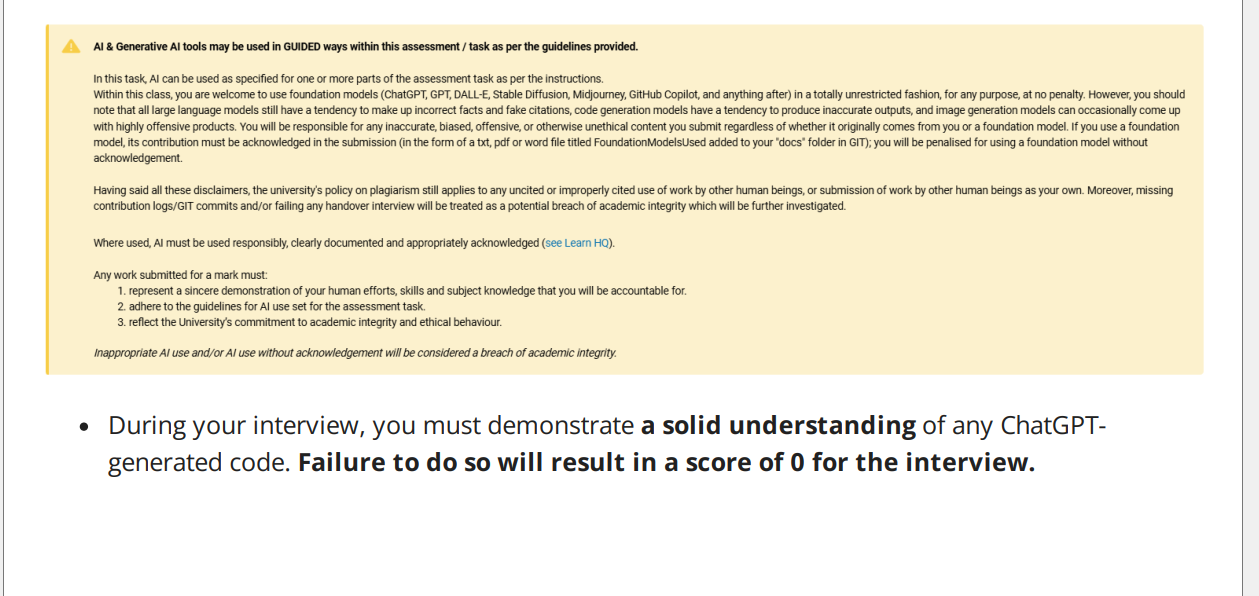 AI & Generative AI tools may be used in GUIDED ways within this assessment / task as per the guidelines provided.
In this task, AI can be used as specified for one or more parts of the assessment task as per the instructions.
Within this class, you are welcome to use foundation models (ChatGPT, GPT, DALL-E, Stable Diffusion, Midjourney, GitHub Copilot, and anything after) in a totally unrestricted fashion, for any purpose, at no penalty. However, you should
note that all large language models still have a tendency to make up incorrect facts and fake citations, code generation models have a tendency to produce inaccurate outputs, and image generation models can occasionally come up
with highly offensive products. You will be responsible for any inaccurate, biased, offensive, or otherwise unethical content you submit regardless of whether it originally comes from you or a foundation model. If you use a foundation
model, its contribution must be acknowledged in the submission (in the form of a txt, pdf or word file titled FoundationModelsUsed added to your "docs" folder in GIT); you will be penalised for using a foundation model without
acknowledgement.
Having said all these disclaimers, the university's policy on plagiarism still applies to any uncited or improperly cited use of work by other human beings, or submission of work by other human beings as your own. Moreover, missing
contribution logs/GIT commits and/or failing any handover interview will be treated as a potential breach of academic integrity which will be further investigated.
Where used, AI must be used responsibly, clearly documented and appropriately acknowledged (see Learn HQ).
Any work submitted for a mark must:
1. represent a sincere demonstration of your human efforts, skills and subject knowledge that you will be accountable for.
2. adhere to the guidelines for AI use set for the assessment task.
3. reflect the University's commitment to academic integrity and ethical behaviour.
Inappropriate AI use and/or AI use without acknowledgement will be considered a breach of academic integrity.
• During your interview, you must demonstrate a solid understanding of any ChatGPT-
generated code. Failure to do so will result in a score of 0 for the interview.